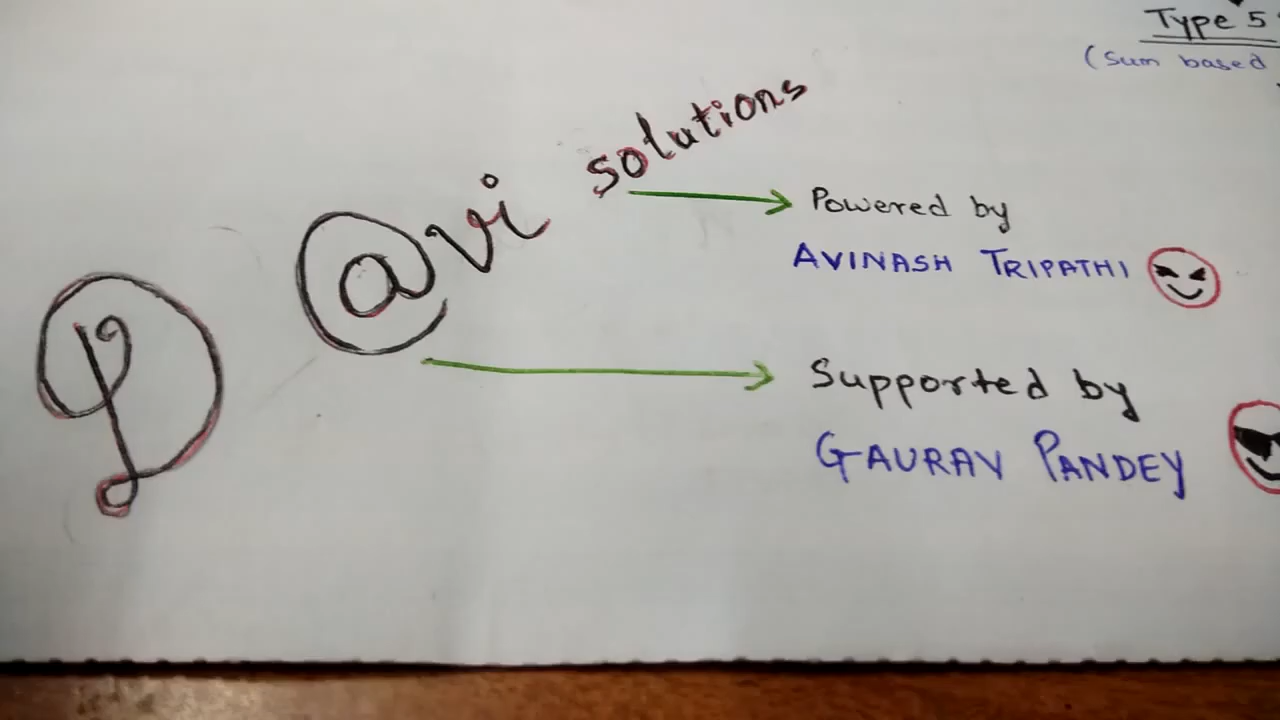 Type 5
(Sum based
D @vi solutions
Powered by
AVINASH TRIPATHI
Supported by
GAURAV PANDEY